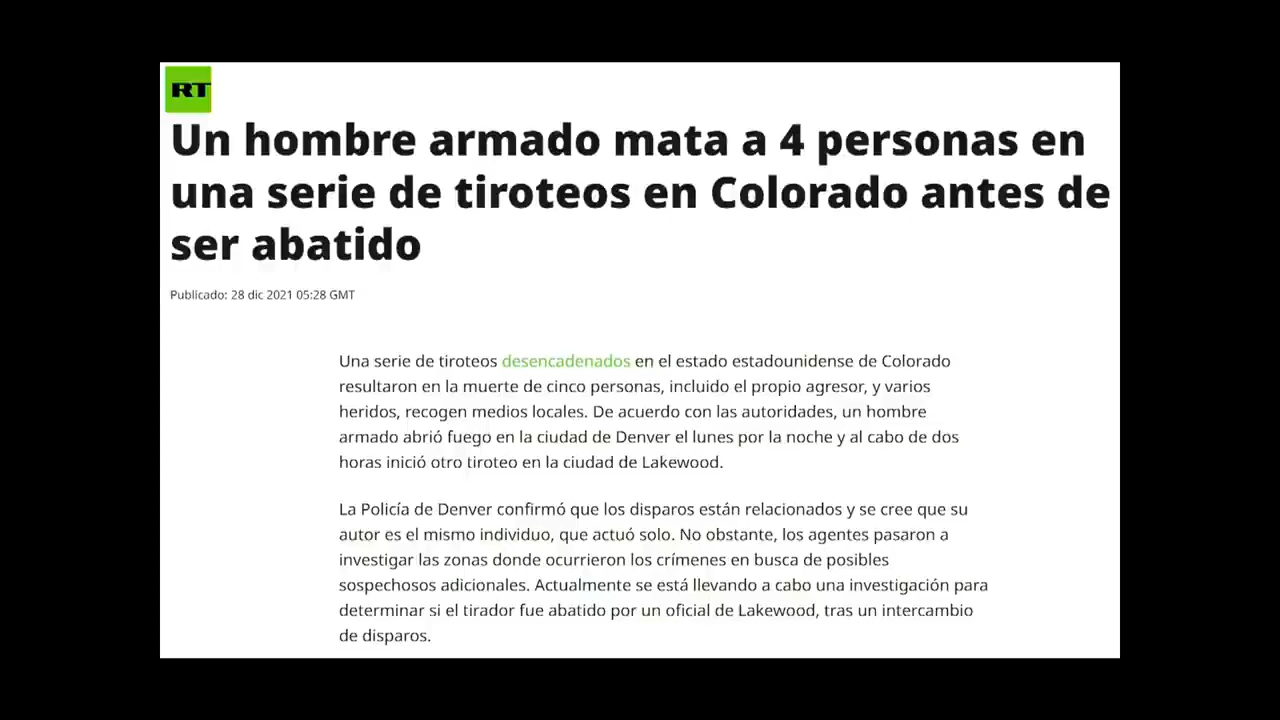 RT
Un hombre armado mata a 4 personas en
una serie de tiroteos en Colorado antes de
ser abatido
Publicado: 28 dic 2021 05:28 GMT
Una serie de tiroteos desencadenados en el estado estadounidense de Colorado
resultaron en la muerte de cinco personas, incluido el propio agresor, y varios
heridos, recogen medios locales. De acuerdo con las autoridades, un hombre
armado abrió fuego en la ciudad de Denver el lunes por la noche y al cabo de dos
horas inició otro tiroteo en la ciudad de Lakewood.
La Policía de Denver confirmó que los disparos están relacionados y se cree que su
autor es el mismo individuo, que actuó solo. No obstante, los agentes pasaron a
investigar las zonas donde ocurrieron los crímenes en busca de posibles
sospechosos adicionales. Actualmente se está llevando a cabo una investigación para
determinar si el tirador fue abatido por un oficial de Lakewood, tras un intercambio
de disparos.